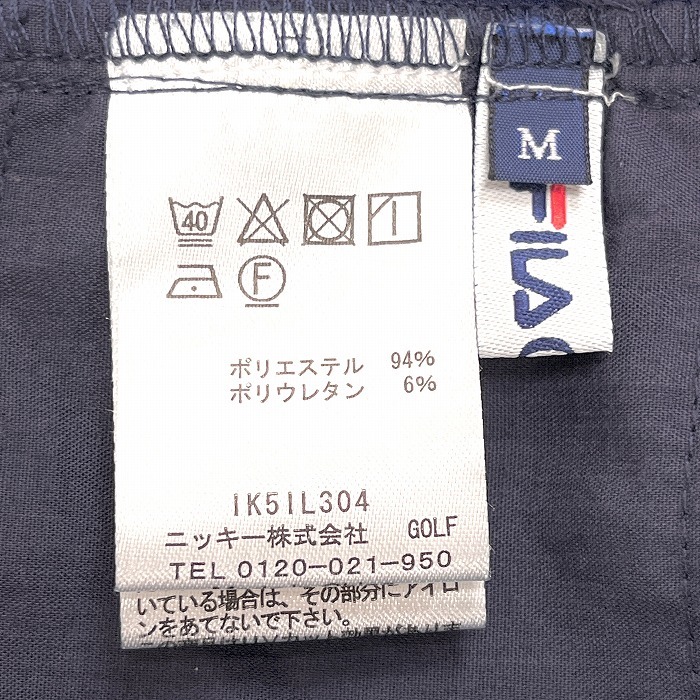 M
FILA
40
F
ポリエステル 94%
ポリウレタン 6%
IK5IL304
ニッキー株式会社 GOLF
TEL 0120-021-950
いている場合は、その部分にアイロ
ンをあてないで下さい。